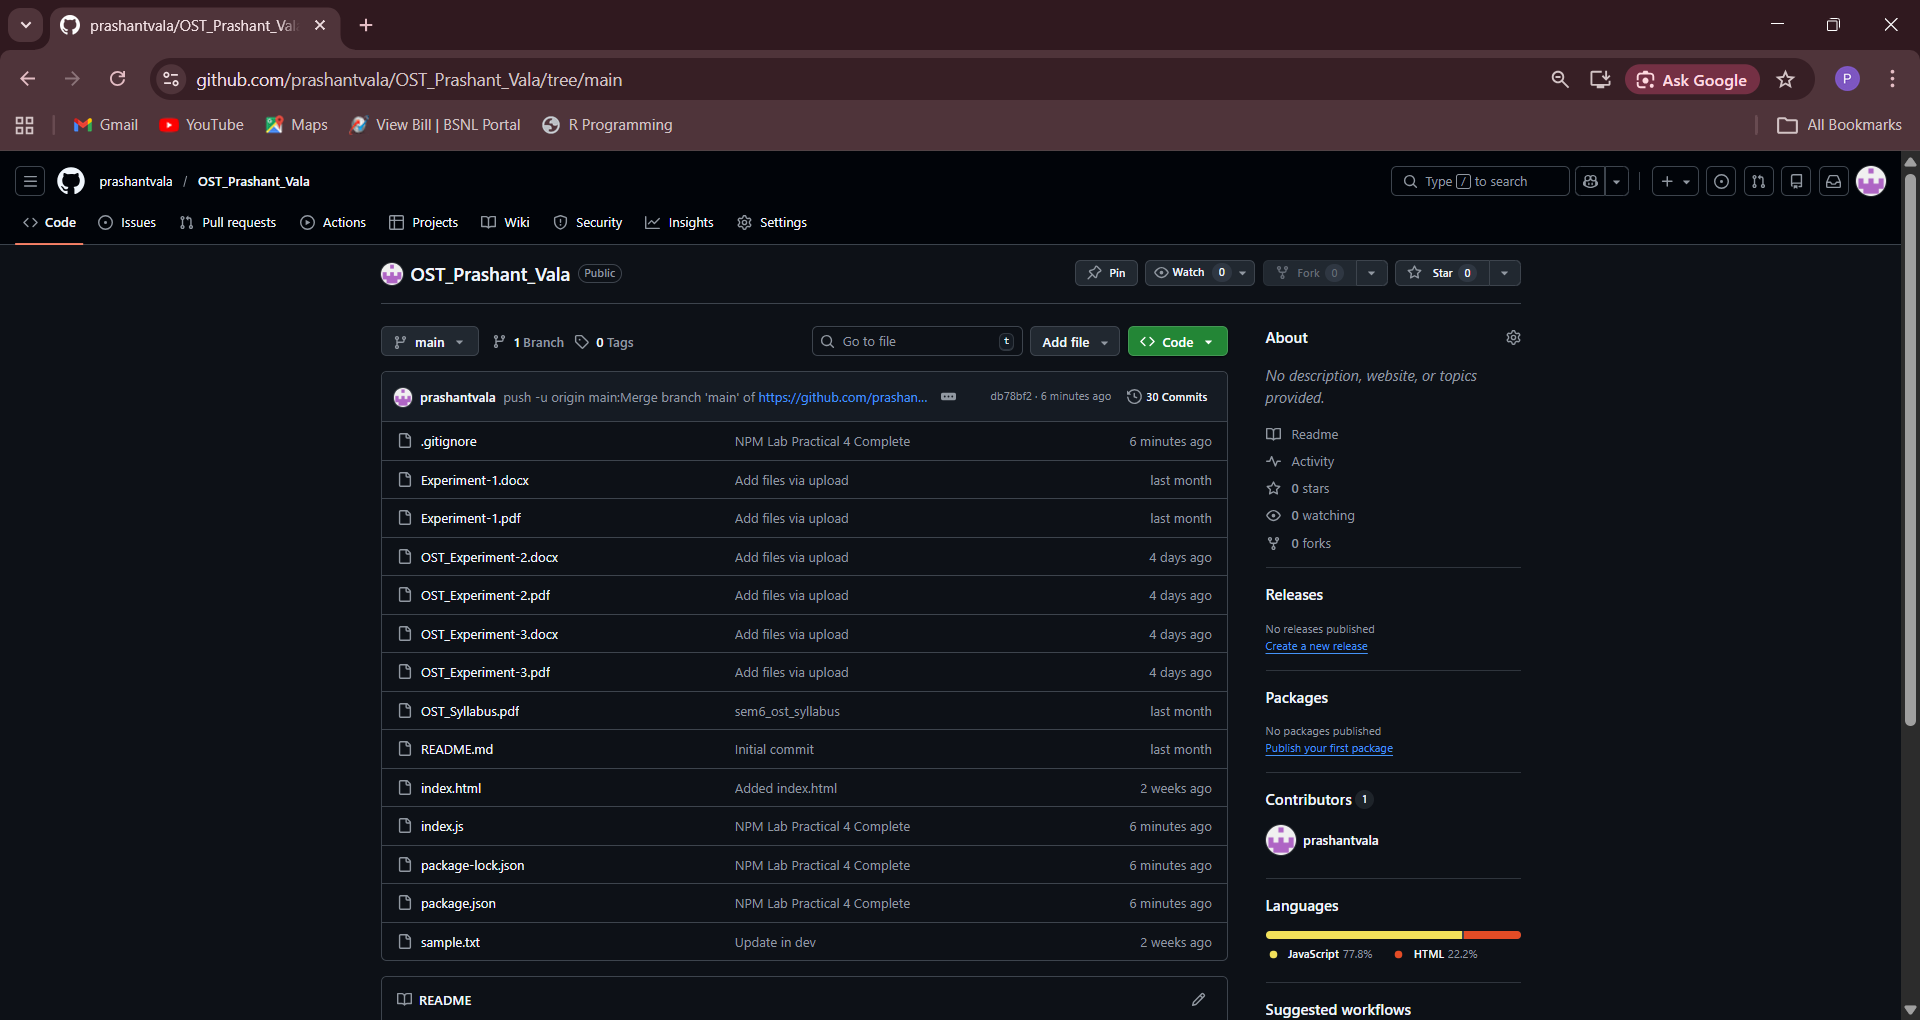 prashantvala/OST_Prashant_Val
github.com/prashantvala/OST_Prashant_Vala/tree/main
Ask Google
P
Gmail
YouTube
Maps
View Bill | BSNL Portal
R Programming
All Bookmarks
prashantvala / OST_Prashant_Vala
Type / to search
Code
Issues
Pull requests
Actions
Projects
Wiki
Security
Insights
Settings
OST_Prashant_Vala Public
Pin
Watch 0
Fork 0
Star 0
main
1 Branch
0 Tags
Go to file t
Add file
Code
prashantvala push -u origin main:Merge branch 'main' of https://github.com/prashan... db78bf2 · 6 minutes ago 30 Commits
.gitignore NPM Lab Practical 4 Complete 6 minutes ago
Experiment-1.docx Add files via upload last month
Experiment-1.pdf Add files via upload last month
OST_Experiment-2.docx Add files via upload 4 days ago
OST_Experiment-2.pdf Add files via upload 4 days ago
OST_Experiment-3.docx Add files via upload 4 days ago
OST_Experiment-3.pdf Add files via upload 4 days ago
OST_Syllabus.pdf sem6_ost_syllabus last month
README.md Initial commit last month
index.html Added index.html 2 weeks ago
index.js NPM Lab Practical 4 Complete 6 minutes ago
package-lock.json NPM Lab Practical 4 Complete 6 minutes ago
package.json NPM Lab Practical 4 Complete 6 minutes ago
sample.txt Update in dev 2 weeks ago
README
About
No description, website, or topics
provided.
Readme
Activity
0 stars
0 watching
0 forks
Releases
No releases published
Create a new release
Packages
No packages published
Publish your first package
Contributors 1
prashantvala
Languages
JavaScript 77.8%
HTML 22.2%
Suggested workflows